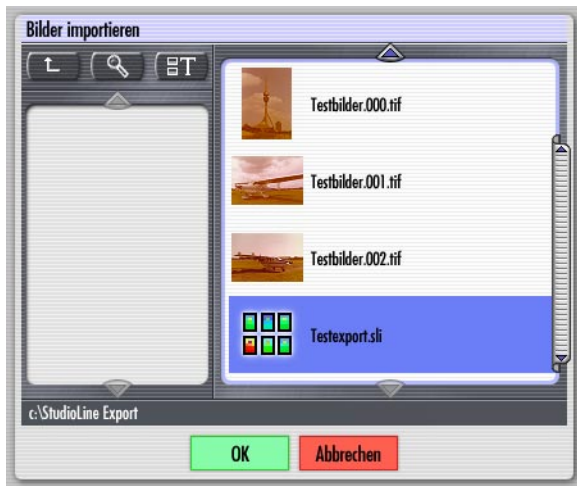 Bilder importieren
T
Testbilder.000.tif
Testbilder.001.tif
Testbilder.002.tif
Testexport.sli
c:\StudioLine Export
OK
Abbrechen